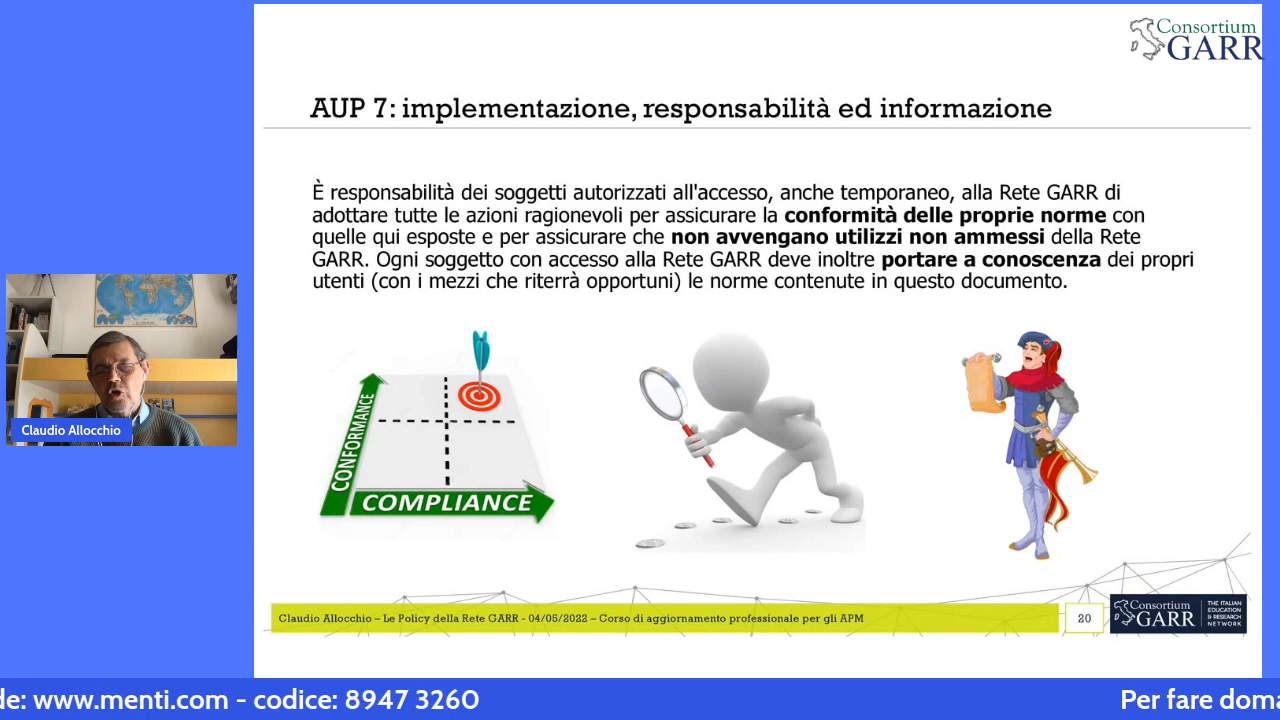 Consortium
GARR
AUP 7: implementazione, responsabilità ed informazione
È responsabilità dei soggetti autorizzati all'accesso, anche temporaneo, alla Rete GARR di
adottare tutte le azioni ragionevoli per assicurare la conformità delle proprie norme con
quelle qui esposte e per assicurare che non avvengano utilizzi non ammessi della Rete
GARR. Ogni soggetto con accesso alla Rete GARR deve inoltre portare a conoscenza dei propri
utenti (con i mezzi che riterrà opportuni) le norme contenute in questo documento.
CONFORMANCE
COMPLIANCE
Claudio Allocchio
Claudio Allocchio – Le Policy della Rete GARR - 04/05/2022 – Corso di aggiornamento professionale per gli APM
20
Consortium
GARR
THE ITALIAN
EDUCATION
& RESEARCH
NETWORK
de: www.menti.com - codice: 8947 3260
Per fare doma